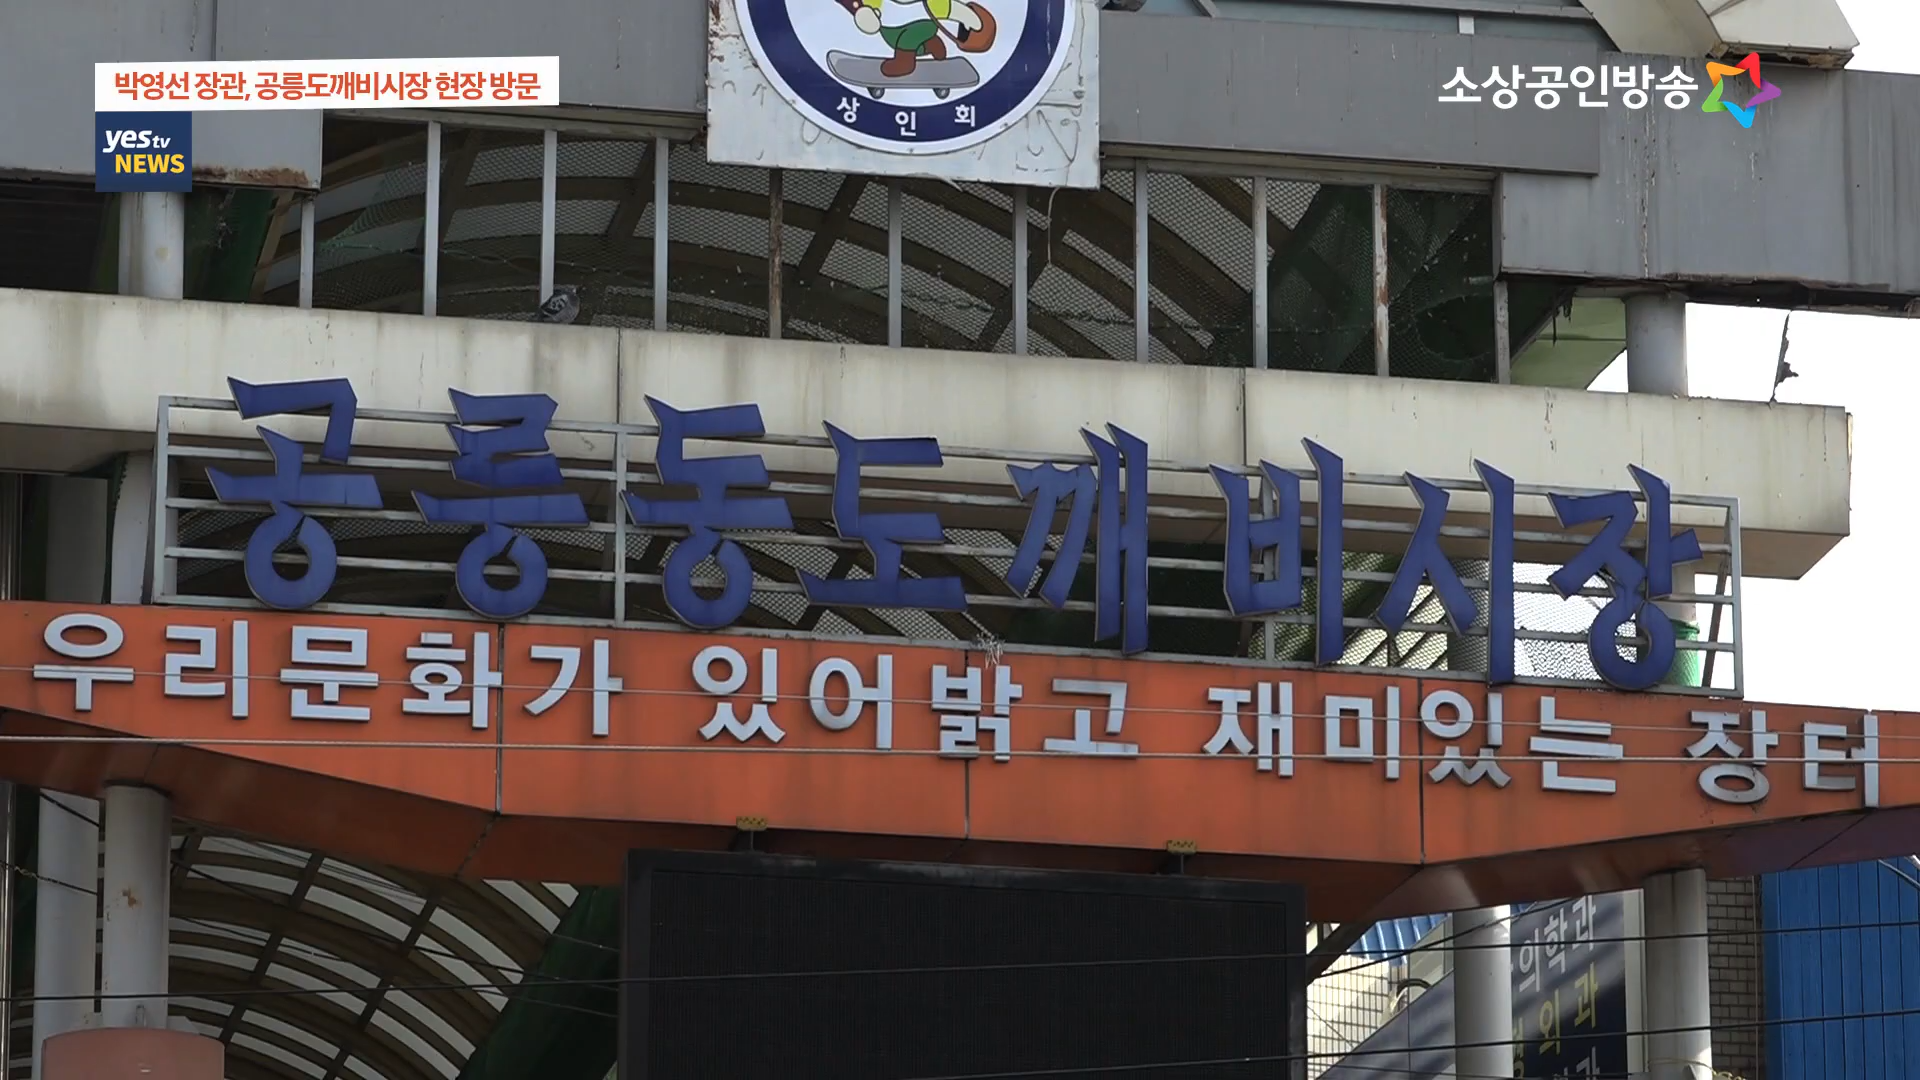 박영선 장관, 공릉도깨비시장 현장 방문
소상공인방송
yestv
NEWS
상인회
공릉동도깨비시장
우리문화가 있어밝고 재미있는 장터
의학과
외과